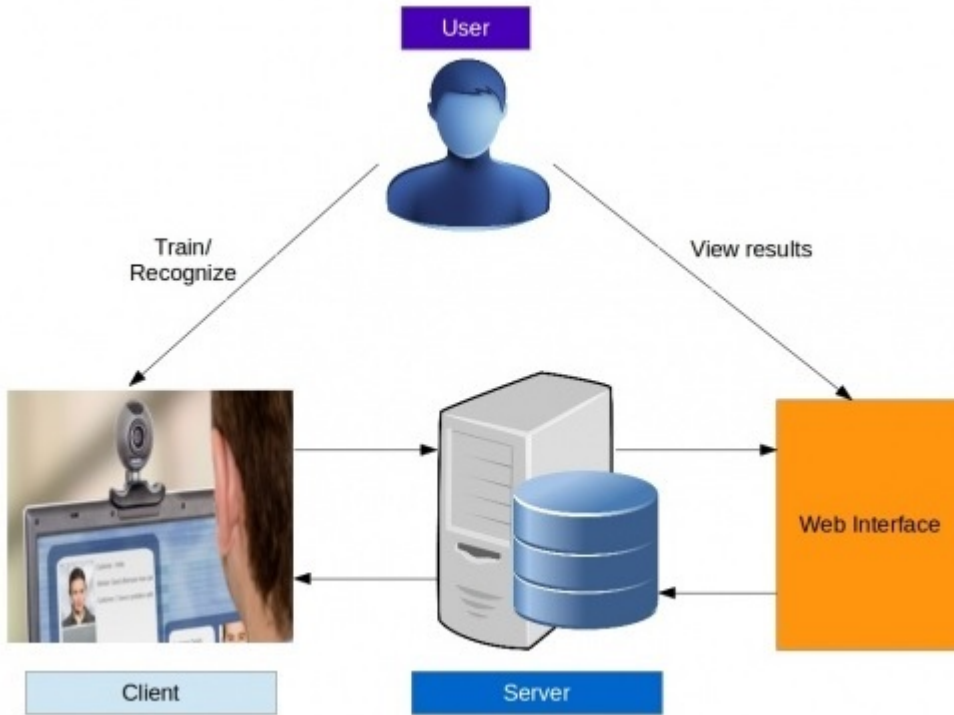 User
Train/
Recognize
View results
Web Interface
Client
Server